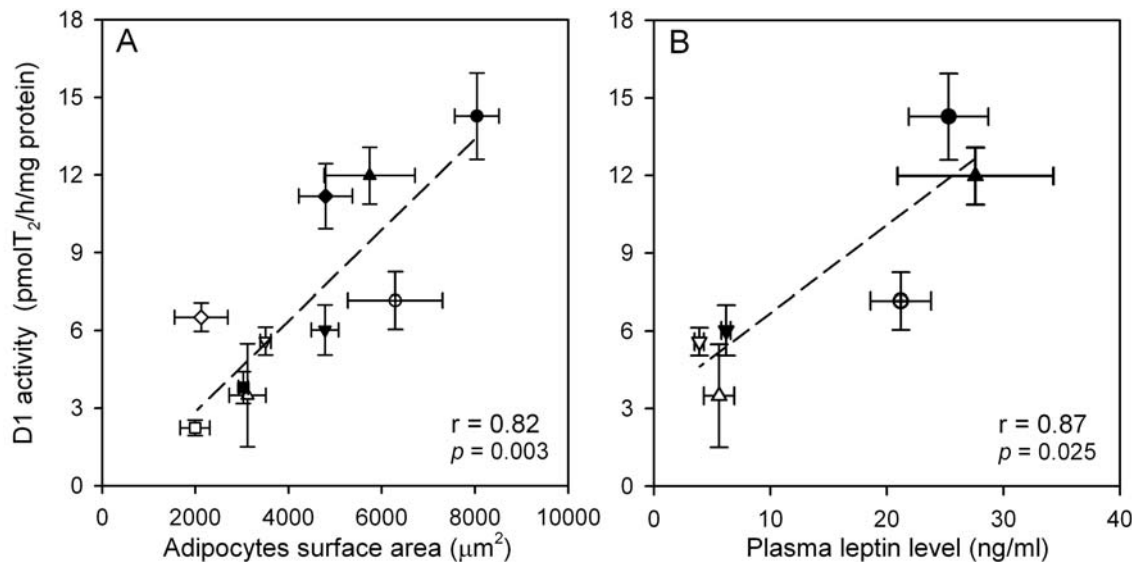 A
B
D1 activity (pmolT₂/h/mg protein)
18
15
12
9
6
3
0
r = 0.82
p = 0.003
0 2000 4000 6000 8000 10000
Adipocytes surface area (μm²)
18
15
12
9
6
3
0
r = 0.87
p = 0.025
0 10 20 30 40
Plasma leptin level (ng/ml)